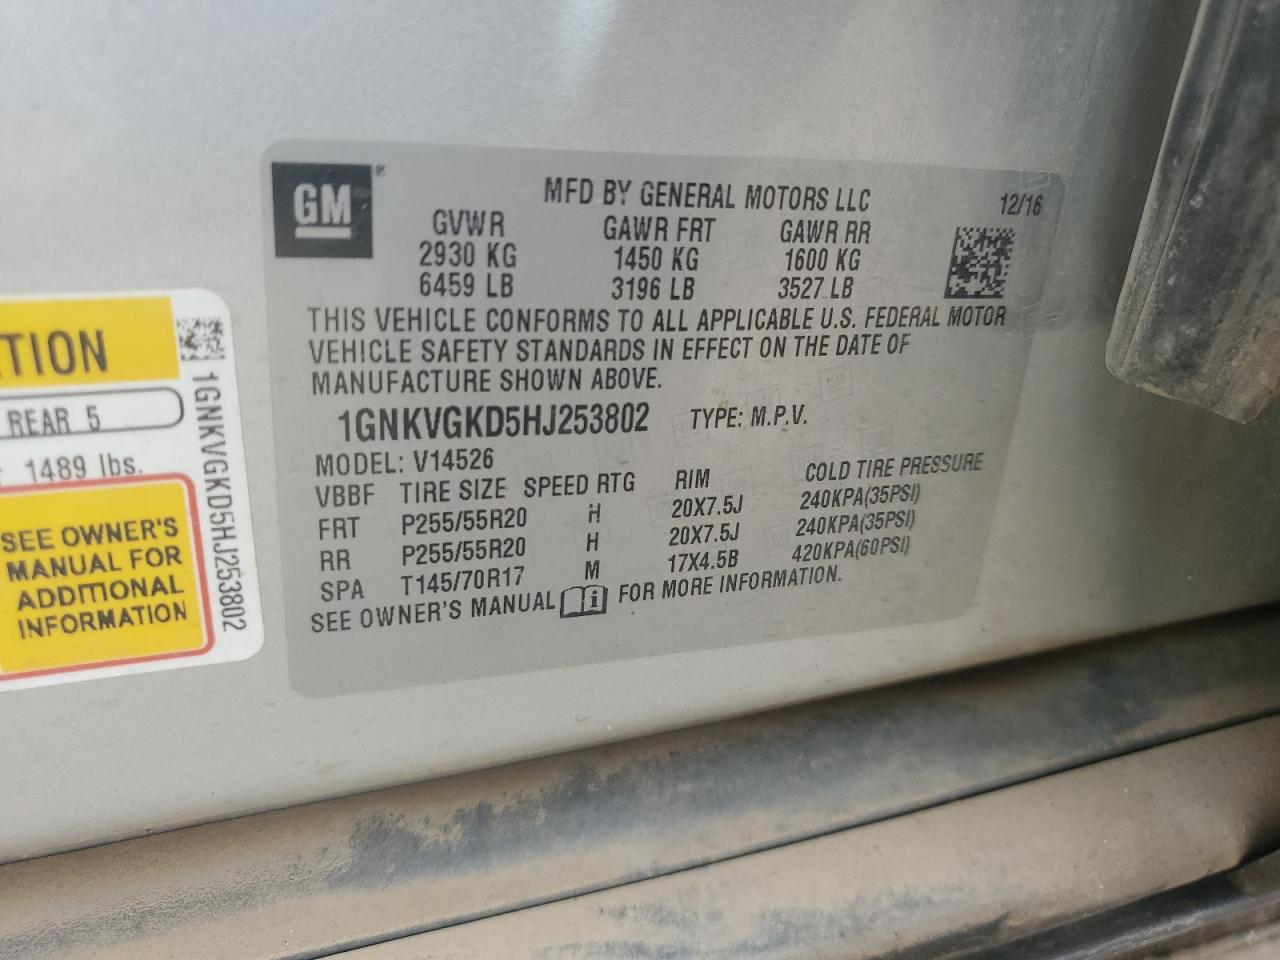 GM ®
MFD BY GENERAL MOTORS LLC 12/16
GVWR GAWR FRT GAWR RR
2930 KG 1450 KG 1600 KG
6459 LB 3196 LB 3527 LB
THIS VEHICLE CONFORMS TO ALL APPLICABLE U.S. FEDERAL MOTOR
VEHICLE SAFETY STANDARDS IN EFFECT ON THE DATE OF
MANUFACTURE SHOWN ABOVE.
1GNKVGKD5HJ253802 TYPE: M.P.V.
MODEL: V14526
VBBF TIRE SIZE SPEED RTG RIM COLD TIRE PRESSURE
FRT P255/55R20 H 20X7.5J 240KPA(35PSI)
RR P255/55R20 H 20X7.5J 240KPA(35PSI)
SPA T145/70R17 M 17X4.5B 420KPA(60PSI)
SEE OWNER'S MANUAL i FOR MORE INFORMATION.
TION
REAR 5
1489 lbs.
SEE OWNER'S
MANUAL FOR
ADDITIONAL
INFORMATION
1GNKVGKD5HJ253802